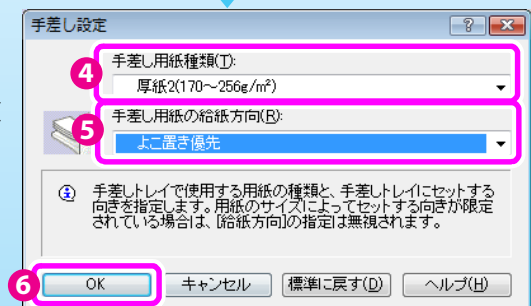 手差し設定
4
手差し用紙種類(T):
厚紙2(170～256g/m²)
5
手差し用紙の給紙方向(R):
よこ置き優先
手差しトレイで使用する用紙の種類と、手差しトレイにセットする
向きを指定します。用紙のサイズによってセットする向きが限定
されている場合は、[給紙方向]の指定は無視されます。
6
OK
キャンセル
標準に戻す(D)
ヘルプ(H)